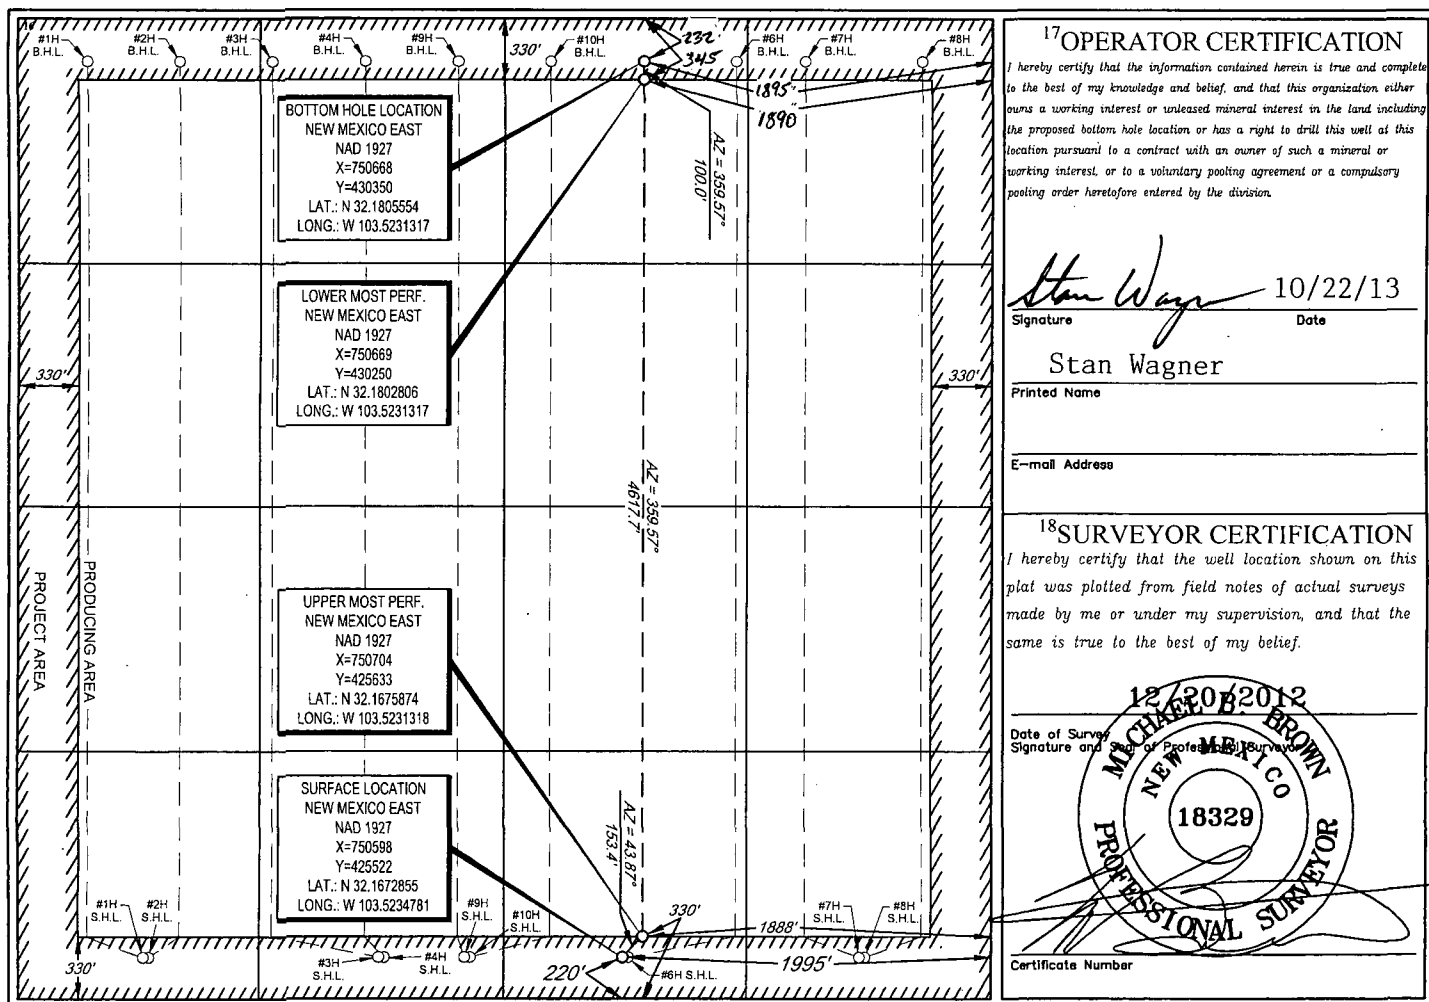 #1H
B.H.L.
#2H
B.H.L.
#3H
B.H.L.
#4H
B.H.L.
#9H
B.H.L.
330'
#10H
B.H.L.
232'
345
#6H
B.H.L.
#7H
B.H.L.
#8H
B.H.L.
1895'
1890'
BOTTOM HOLE LOCATION
NEW MEXICO EAST
NAD 1927
X=750668
Y=430350
LAT.: N 32.1805554
LONG.: W 103.5231317
AZ = 359.57°
100.0'
LOWER MOST PERF.
NEW MEXICO EAST
NAD 1927
X=750669
Y=430250
LAT.: N 32.1802806
LONG.: W 103.5231317
330'
330'
AZ = 359.57°
4617.7'
PROJECT AREA
PRODUCING AREA
UPPER MOST PERF.
NEW MEXICO EAST
NAD 1927
X=750704
Y=425633
LAT.: N 32.1675874
LONG.: W 103.5231318
SURFACE LOCATION
NEW MEXICO EAST
NAD 1927
X=750598
Y=425522
LAT.: N 32.1672855
LONG.: W 103.5234781
AZ = 43.87°
153.4'
#1H
S.H.L.
#2H
S.H.L.
#3H
S.H.L.
#4H
S.H.L.
#9H
S.H.L.
#10H
S.H.L.
330'
1888'
#7H
S.H.L.
#8H
S.H.L.
330'
220'
#6H S.H.L.
1995'
17 OPERATOR CERTIFICATION
I hereby certify that the information contained herein is true and complete
to the best of my knowledge and belief, and that this organization either
owns a working interest or unleased mineral interest in the land including
the proposed bottom hole location or has a right to drill this well at this
location pursuant to a contract with an owner of such a mineral or
working interest, or to a voluntary pooling agreement or a compulsory
pooling order heretofore entered by the division.
Stan Wagner 10/22/13
Signature Date
Stan Wagner
Printed Name
E-mail Address
18 SURVEYOR CERTIFICATION
I hereby certify that the well location shown on this
plat was plotted from field notes of actual surveys
made by me or under my supervision, and that the
same is true to the best of my belief.
12/20/2012
Date of Survey
Signature and Seal of Professional Surveyor
MICHAEL B. BROWN
NEW MEXICO
18329
PROFESSIONAL SURVEYOR
Certificate Number